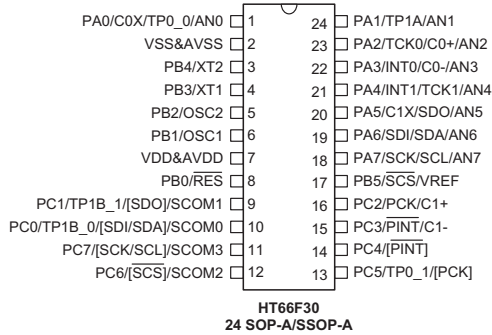 PA0/C0X/TP0_0/AN0 1 24 PA1/TP1A/AN1
VSS&AVSS 2 23 PA2/TCK0/C0+/AN2
PB4/XT2 3 22 PA3/INT0/C0-/AN3
PB3/XT1 4 21 PA4/INT1/TCK1/AN4
PB2/OSC2 5 20 PA5/C1X/SDO/AN5
PB1/OSC1 6 19 PA6/SDI/SDA/AN6
VDD&AVDD 7 18 PA7/SCK/SCL/AN7
PB0/RES 8 17 PB5/SCS/VREF
PC1/TP1B_1/[SDO]/SCOM1 9 16 PC2/PCK/C1+
PC0/TP1B_0/[SDI/SDA]/SCOM0 10 15 PC3/PINT/C1-
PC7/[SCK/SCL]/SCOM3 11 14 PC4/[PINT]
PC6/[SCS]/SCOM2 12 13 PC5/TP0_1/[PCK]
HT66F30
24 SOP-A/SSOP-A